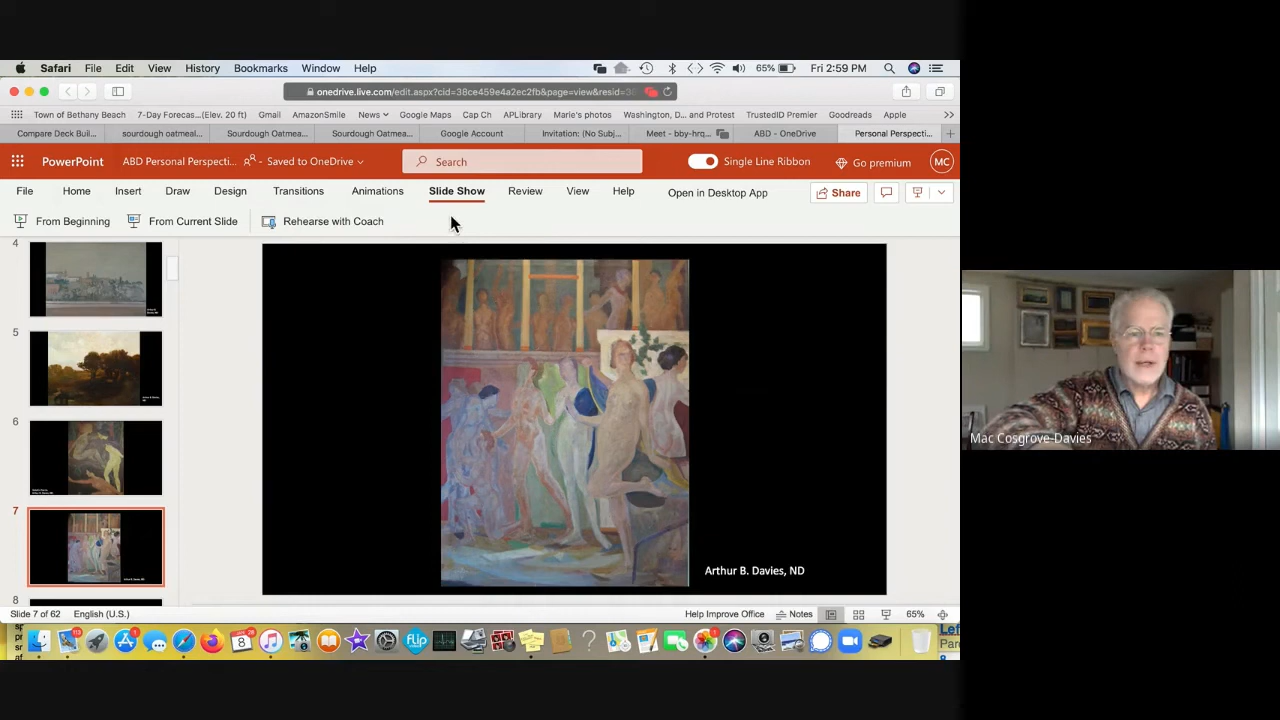 Safari File Edit View History Bookmarks Window Help 65% Fri 2:59 PM
onedrive.live.com/edit.aspx?cid=38ce459e4a2ec2fb&page=view&resid=
Town of Bethany Beach 7-Day Forecas...(Elev. 20 ft) Gmail AmazonSmile News Google Maps Cap Ch APLibrary Marie's photos Washington, D... and Protest TrustedID Premier Goodreads Apple
Compare Deck Buil... sourdough oatmeal... Sourdough Oatmea... Sourdough Oatmea... Google Account Invitation: (No Subj... Meet - bby-hrq... ABD - OneDrive Personal Perspecti...
PowerPoint ABD Personal Perspecti... - Saved to OneDrive Search Single Line Ribbon Go premium MC
File Home Insert Draw Design Transitions Animations Slide Show Review View Help Open in Desktop App Share
From Beginning From Current Slide Rehearse with Coach
4
5
6
7
8
Arthur B. Davies, ND
Mac Cosgrove-Davies
Slide 7 of 62 English (U.S.) Help Improve Office Notes 65%
flip